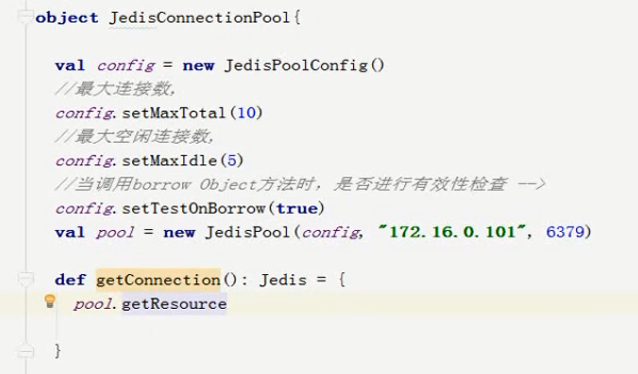 object JedisConnectionPool{
val config = new JedisPoolConfig()
//最大连接数,
config.setMaxTotal(10)
//最大空闲连接数,
config.setMaxIdle(5)
//当调用borrow Object方法时，是否进行有效性检查 -->
config.setTestOnBorrow(true)
val pool = new JedisPool(config, "172.16.0.101", 6379)
def getConnection(): Jedis = {
pool.getResource
}